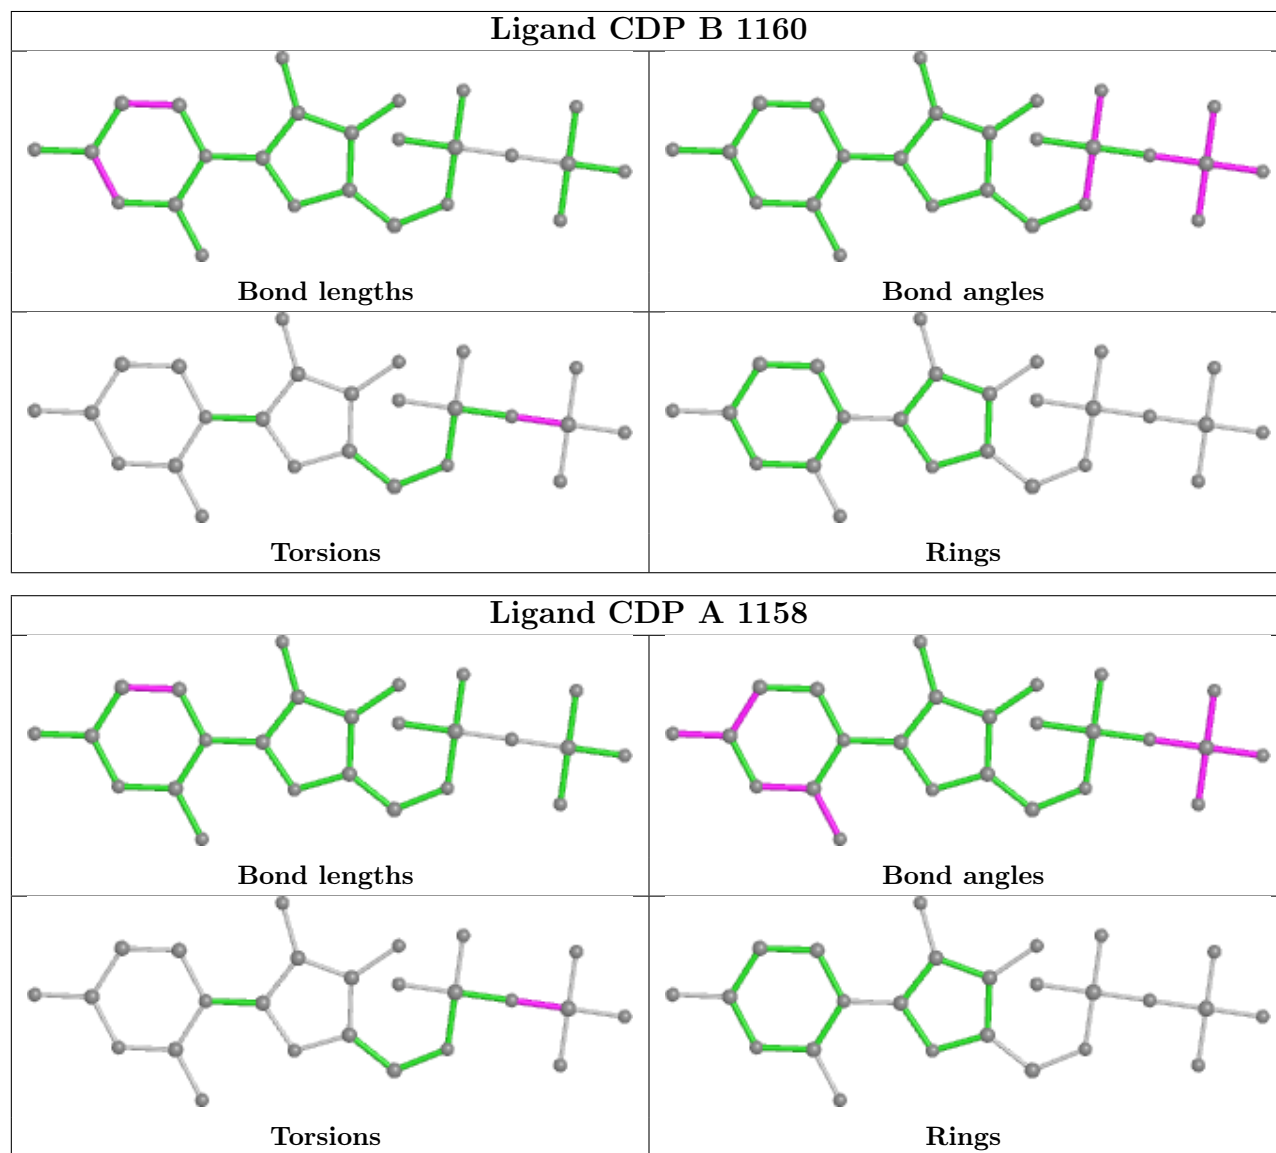 Ligand CDP B 1160
Bond lengths
Bond angles
Torsions
Rings
Ligand CDP A 1158
Bond lengths
Bond angles
Torsions
Rings